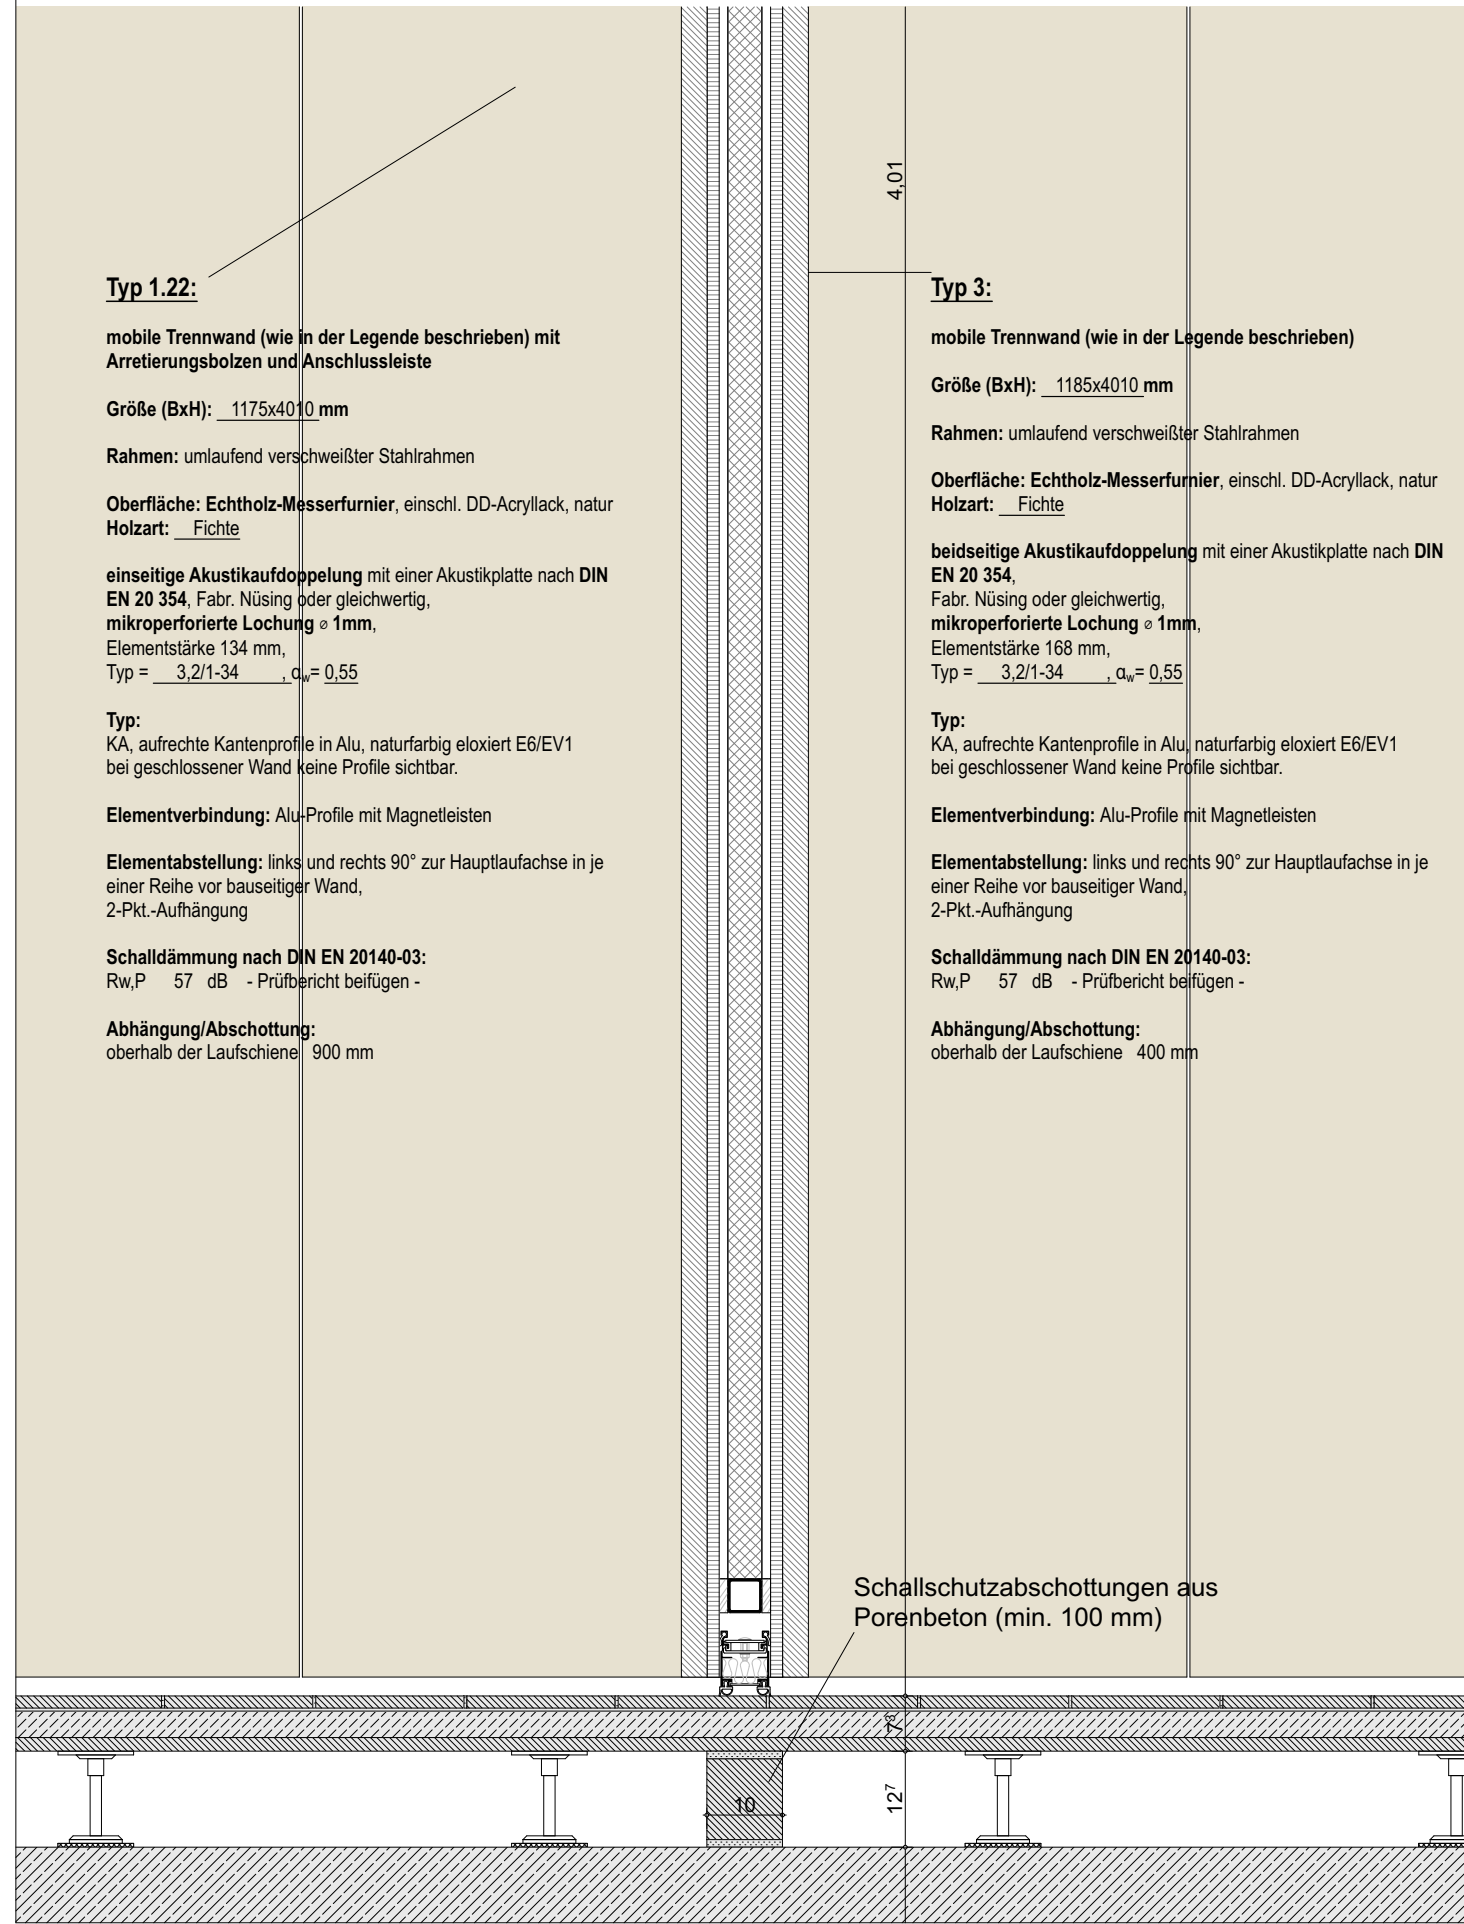 4,01
Typ 1.22:
mobile Trennwand (wie in der Legende beschrieben) mit
Arretierungsbolzen und Anschlussleiste
Größe (BxH): 1175x4010 mm
Rahmen: umlaufend verschweißter Stahlrahmen
Oberfläche: Echtholz-Messerfurnier, einschl. DD-Acryllack, natur
Holzart: Fichte
einseitige Akustikaufdoppelung mit einer Akustikplatte nach DIN
EN 20 354, Fabr. Nüsing oder gleichwertig,
mikroperforierte Lochung ⌀ 1mm,
Elementstärke 134 mm,
Typ = 3,2/1-34 , αw= 0,55
Typ:
KA, aufrechte Kantenprofile in Alu, naturfarbig eloxiert E6/EV1
bei geschlossener Wand keine Profile sichtbar.
Elementverbindung: Alu-Profile mit Magnetleisten
Elementabstellung: links und rechts 90° zur Hauptlaufachse in je
einer Reihe vor bauseitiger Wand,
2-Pkt.-Aufhängung
Schalldämmung nach DIN EN 20140-03:
Rw,P 57 dB - Prüfbericht beifügen -
Abhängung/Abschottung:
oberhalb der Laufschiene 900 mm
Typ 3:
mobile Trennwand (wie in der Legende beschrieben)
Größe (BxH): 1185x4010 mm
Rahmen: umlaufend verschweißter Stahlrahmen
Oberfläche: Echtholz-Messerfurnier, einschl. DD-Acryllack, natur
Holzart: Fichte
beidseitige Akustikaufdoppelung mit einer Akustikplatte nach DIN
EN 20 354,
Fabr. Nüsing oder gleichwertig,
mikroperforierte Lochung ⌀ 1mm,
Elementstärke 168 mm,
Typ = 3,2/1-34 , αw= 0,55
Typ:
KA, aufrechte Kantenprofile in Alu, naturfarbig eloxiert E6/EV1
bei geschlossener Wand keine Profile sichtbar.
Elementverbindung: Alu-Profile mit Magnetleisten
Elementabstellung: links und rechts 90° zur Hauptlaufachse in je
einer Reihe vor bauseitiger Wand,
2-Pkt.-Aufhängung
Schalldämmung nach DIN EN 20140-03:
Rw,P 57 dB - Prüfbericht beifügen -
Abhängung/Abschottung:
oberhalb der Laufschiene 400 mm
Schallschutzabschottungen aus
Porenbeton (min. 100 mm)
7³
12⁷
10